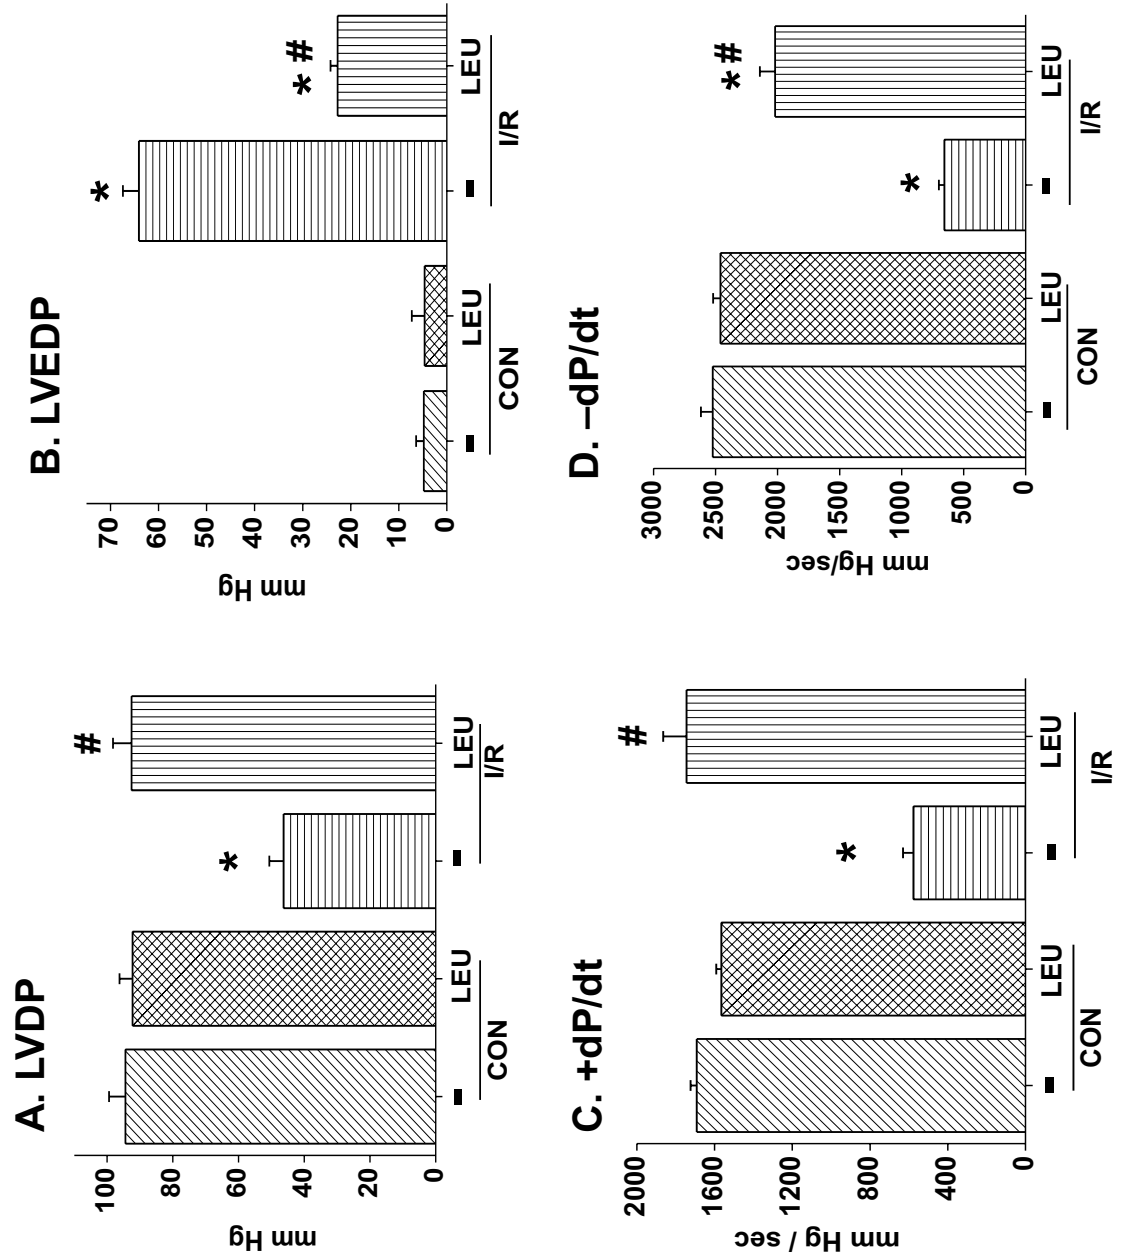 A. LVDP
mm Hg
100
80
60
40
20
0
*
#
– LEU – LEU
CON I/R
B. LVEDP
mm Hg
70
60
50
40
30
20
10
0
*
* #
– LEU – LEU
CON I/R
C. +dP/dt
mm Hg / sec
2000
1600
1200
800
400
0
*
#
– LEU – LEU
CON I/R
D. –dP/dt
mm Hg/sec
3000
2500
2000
1500
1000
500
0
*
* #
– LEU – LEU
CON I/R